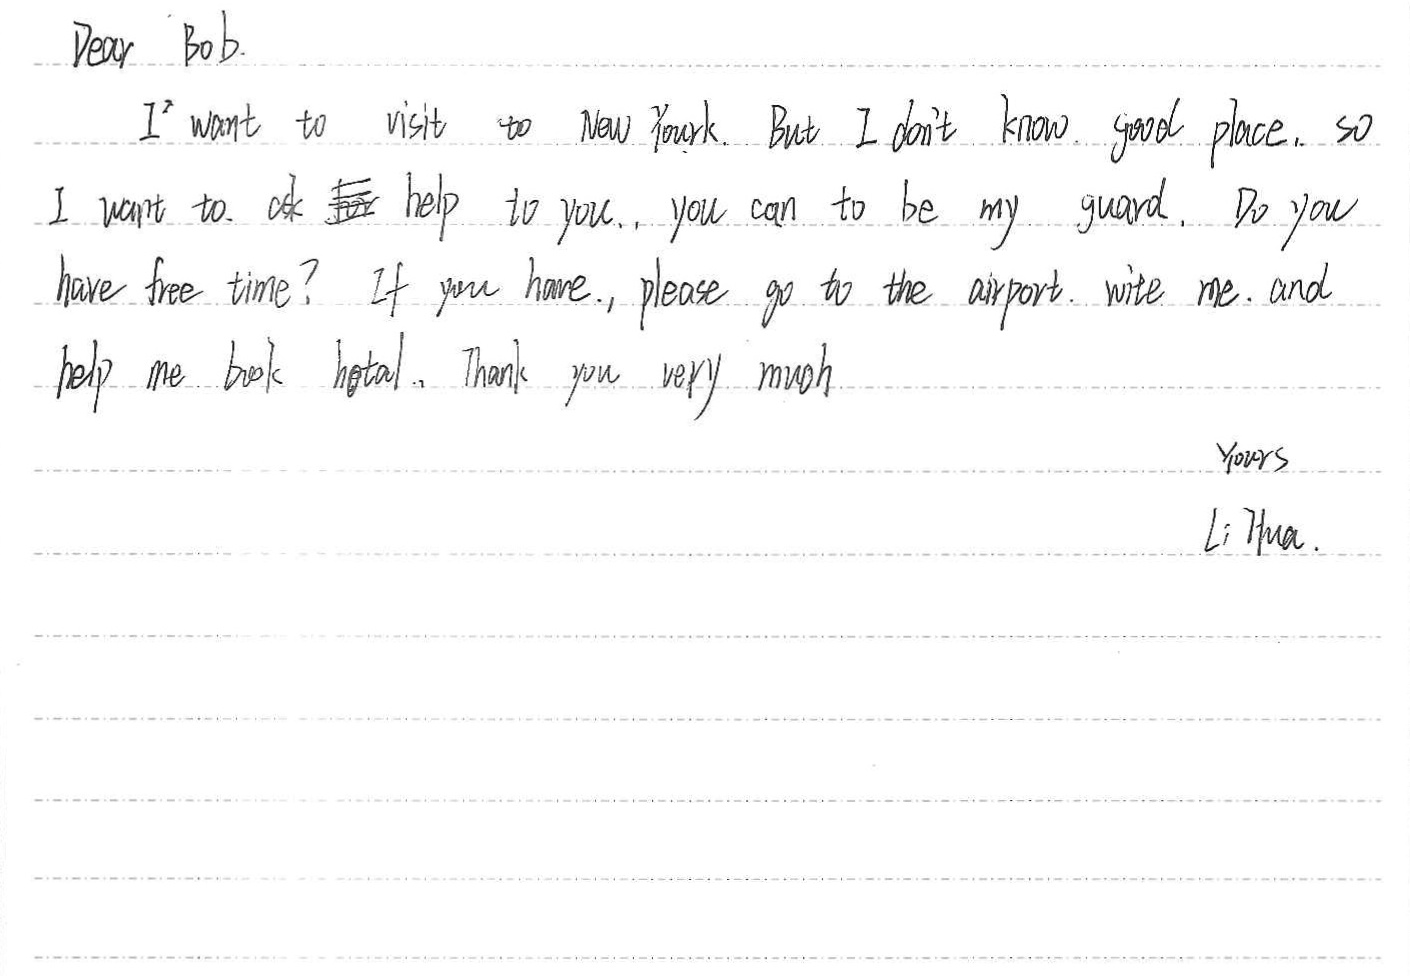 Dear Bob.
I want to visit to New Yourk. But I don't know good place. so
I want to ask help to you., you can to be my guard. Do you
have free time? If you have., please go to the airport. wite me. and
help me book hotal. Thank you very much
Yours
Li Hua.